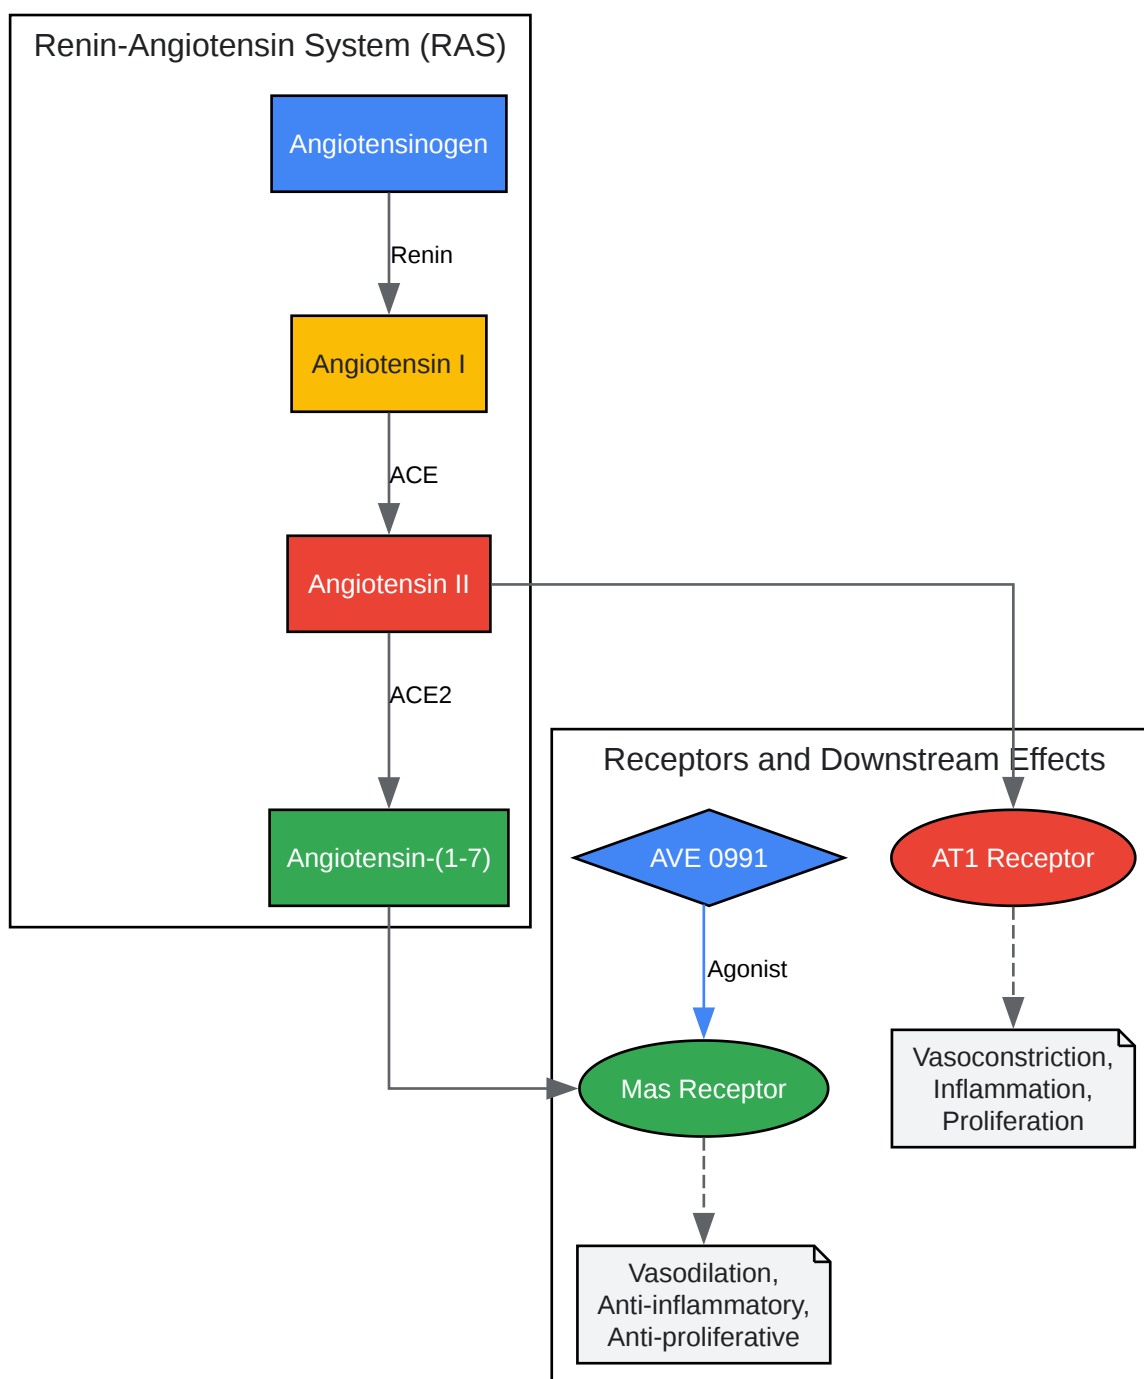 Renin-Angiotensin System (RAS)
Angiotensinogen
Renin
Angiotensin I
ACE
Angiotensin II
ACE2
Angiotensin-(1-7)
Receptors and Downstream Effects
AVE 0991
AT1 Receptor
Agonist
Mas Receptor
Vasoconstriction,
Inflammation,
Proliferation
Vasodilation,
Anti-inflammatory,
Anti-proliferative